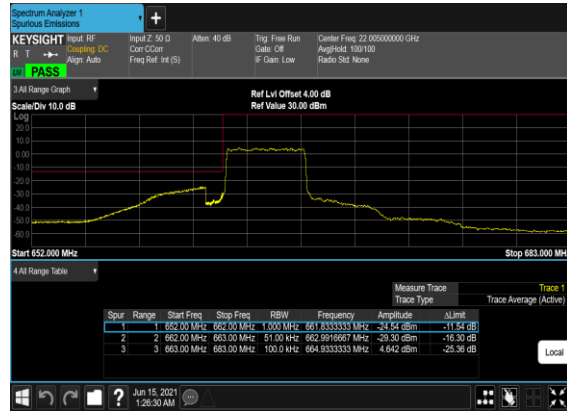 Spectrum Analyzer 1
Spurious Emissions
+
KEYSIGHT Input: RF Input Z: 50 Ω Atten: 40 dB Trig: Free Run Center Freq: 22.005000000 GHz
R T Coupling: DC Corr CCorr Gate: Off Avg|Hold: 100/100
Align: Auto Freq Ref: Int (S) IF Gain: Low Radio Std: None
PASS
3 All Range Graph
Ref Lvl Offset 4.00 dB
Scale/Div 10.0 dB Ref Value 30.00 dBm
Log
20.0
10.0
0.00
-10.0
-20.0
-30.0
-40.0
-50.0
-60.0
Start 652.000 MHz Stop 683.000 MH
4 All Range Table
Measure Trace Trace 1
Trace Type Trace Average (Active)
Spur Range Start Freq Stop Freq RBW Frequency Amplitude ΔLimit
1 1 652.00 MHz 662.00 MHz 1.000 MHz 661.8333333 MHz -24.54 dBm -11.54 dB
2 2 662.00 MHz 663.00 MHz 51.00 kHz 662.9916667 MHz -29.30 dBm -16.30 dB
3 3 663.00 MHz 683.00 MHz 100.0 kHz 664.9333333 MHz 4.642 dBm -25.36 dB
Local
? Jun 15, 2021
1:26:30 AM